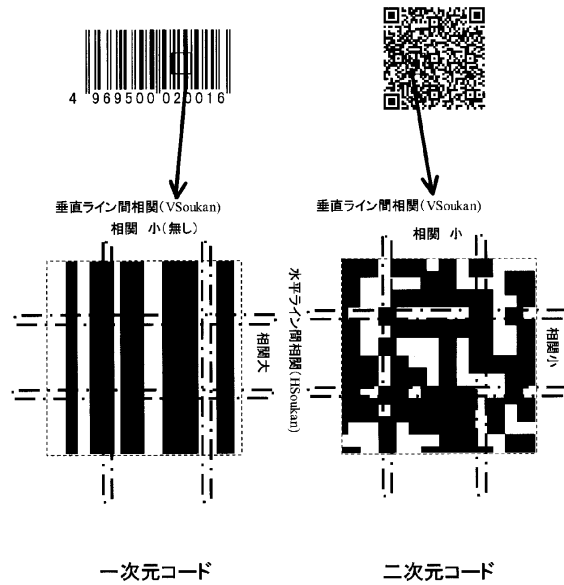 4 969500 020016
垂直ライン間相関(VSoukan)
相関 小(無し)
水平ライン間相関(HSoukan)
相関大
一次元コード
垂直ライン間相関(VSoukan)
相関 小
相関小
二次元コード